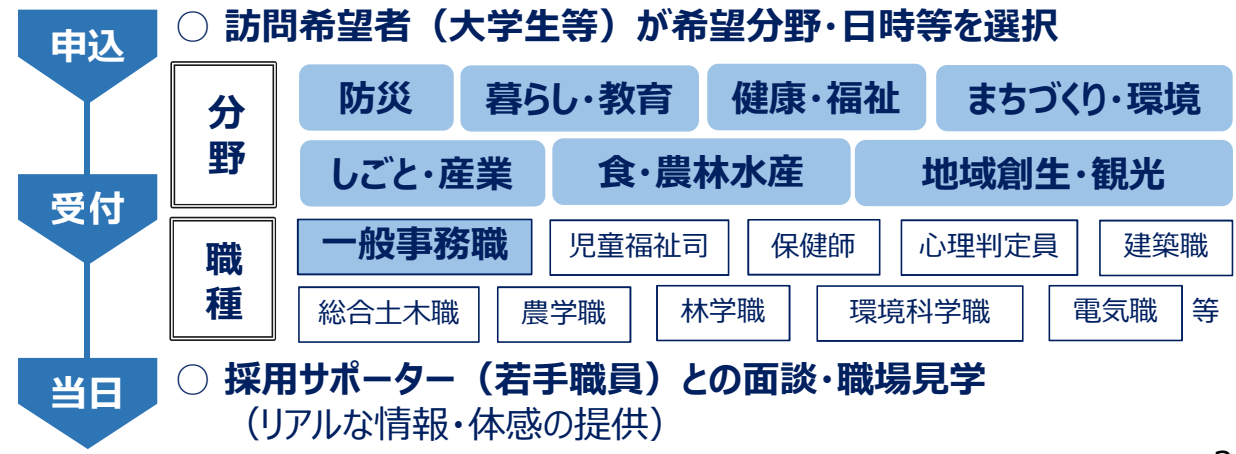 申込
○ 訪問希望者（大学生等）が希望分野・日時等を選択
分野
防災 暮らし・教育 健康・福祉 まちづくり・環境
しごと・産業 食・農林水産 地域創生・観光
受付
職種
一般事務職 児童福祉司 保健師 心理判定員 建築職
総合土木職 農学職 林学職 環境科学職 電気職 等
当日
○ 採用サポーター（若手職員）との面談・職場見学
（リアルな情報・体感の提供）